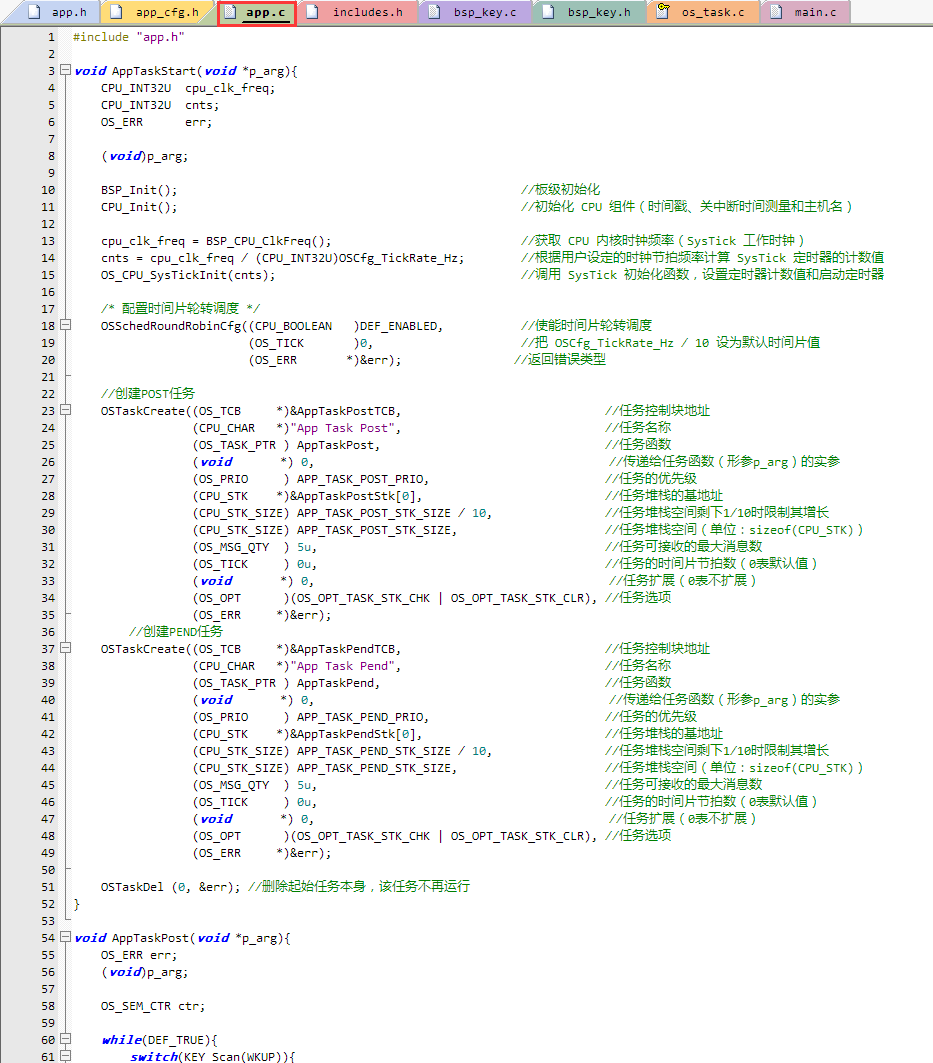 app.h app_cfg.h app.c includes.h bsp_key.c bsp_key.h os_task.c main.c
1 #include "app.h"
2
3 void AppTaskStart(void *p_arg){
4 CPU_INT32U cpu_clk_freq;
5 CPU_INT32U cnts;
6 OS_ERR err;
7
8 (void)p_arg;
9
10 BSP_Init(); //板级初始化
11 CPU_Init(); //初始化 CPU 组件（时间戳、关中断时间测量和主机名）
12
13 cpu_clk_freq = BSP_CPU_ClkFreq(); //获取 CPU 内核时钟频率（SysTick 工作时钟）
14 cnts = cpu_clk_freq / (CPU_INT32U)OSCfg_TickRate_Hz; //根据用户设定的时钟节拍频率计算 SysTick 定时器的计数值
15 OS_CPU_SysTickInit(cnts); //调用 SysTick 初始化函数，设置定时器计数值和启动定时器
16
17 /* 配置时间片轮转调度 */
18 OSSchedRoundRobinCfg((CPU_BOOLEAN )DEF_ENABLED, //使能时间片轮转调度
19 (OS_TICK )0, //把 OSCfg_TickRate_Hz / 10 设为默认时间片值
20 (OS_ERR *)&err); //返回错误类型
21
22 //创建POST任务
23 OSTaskCreate((OS_TCB *)&AppTaskPostTCB, //任务控制块地址
24 (CPU_CHAR *)"App Task Post", //任务名称
25 (OS_TASK_PTR ) AppTaskPost, //任务函数
26 (void *) 0, //传递给任务函数（形参p_arg）的实参
27 (OS_PRIO ) APP_TASK_POST_PRIO, //任务的优先级
28 (CPU_STK *)&AppTaskPostStk[0], //任务堆栈的基地址
29 (CPU_STK_SIZE) APP_TASK_POST_STK_SIZE / 10, //任务堆栈空间剩下1/10时限制其增长
30 (CPU_STK_SIZE) APP_TASK_POST_STK_SIZE, //任务堆栈空间（单位：sizeof(CPU_STK)）
31 (OS_MSG_QTY ) 5u, //任务可接收的最大消息数
32 (OS_TICK ) 0u, //任务的时间片节拍数（0表默认值）
33 (void *) 0, //任务扩展（0表不扩展）
34 (OS_OPT )(OS_OPT_TASK_STK_CHK | OS_OPT_TASK_STK_CLR), //任务选项
35 (OS_ERR *)&err);
36 //创建PEND任务
37 OSTaskCreate((OS_TCB *)&AppTaskPendTCB, //任务控制块地址
38 (CPU_CHAR *)"App Task Pend", //任务名称
39 (OS_TASK_PTR ) AppTaskPend, //任务函数
40 (void *) 0, //传递给任务函数（形参p_arg）的实参
41 (OS_PRIO ) APP_TASK_PEND_PRIO, //任务的优先级
42 (CPU_STK *)&AppTaskPendStk[0], //任务堆栈的基地址
43 (CPU_STK_SIZE) APP_TASK_PEND_STK_SIZE / 10, //任务堆栈空间剩下1/10时限制其增长
44 (CPU_STK_SIZE) APP_TASK_PEND_STK_SIZE, //任务堆栈空间（单位：sizeof(CPU_STK)）
45 (OS_MSG_QTY ) 5u, //任务可接收的最大消息数
46 (OS_TICK ) 0u, //任务的时间片节拍数（0表默认值）
47 (void *) 0, //任务扩展（0表不扩展）
48 (OS_OPT )(OS_OPT_TASK_STK_CHK | OS_OPT_TASK_STK_CLR), //任务选项
49 (OS_ERR *)&err);
50
51 OSTaskDel (0, &err); //删除起始任务本身，该任务不再运行
52 }
53
54 void AppTaskPost(void *p_arg){
55 OS_ERR err;
56 (void)p_arg;
57
58 OS_SEM_CTR ctr;
59
60 while(DEF_TRUE){
61 switch(KEY_Scan(WKUP)){